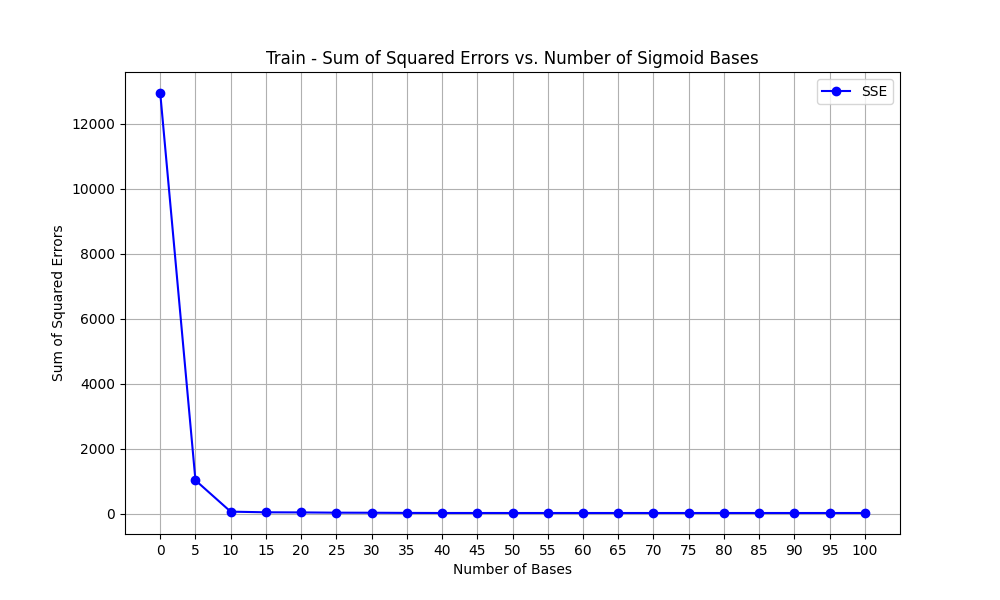 Train - Sum of Squared Errors vs. Number of Sigmoid Bases
SSE
12000
10000
8000
6000
4000
2000
0
Sum of Squared Errors
0 5 10 15 20 25 30 35 40 45 50 55 60 65 70 75 80 85 90 95 100
Number of Bases